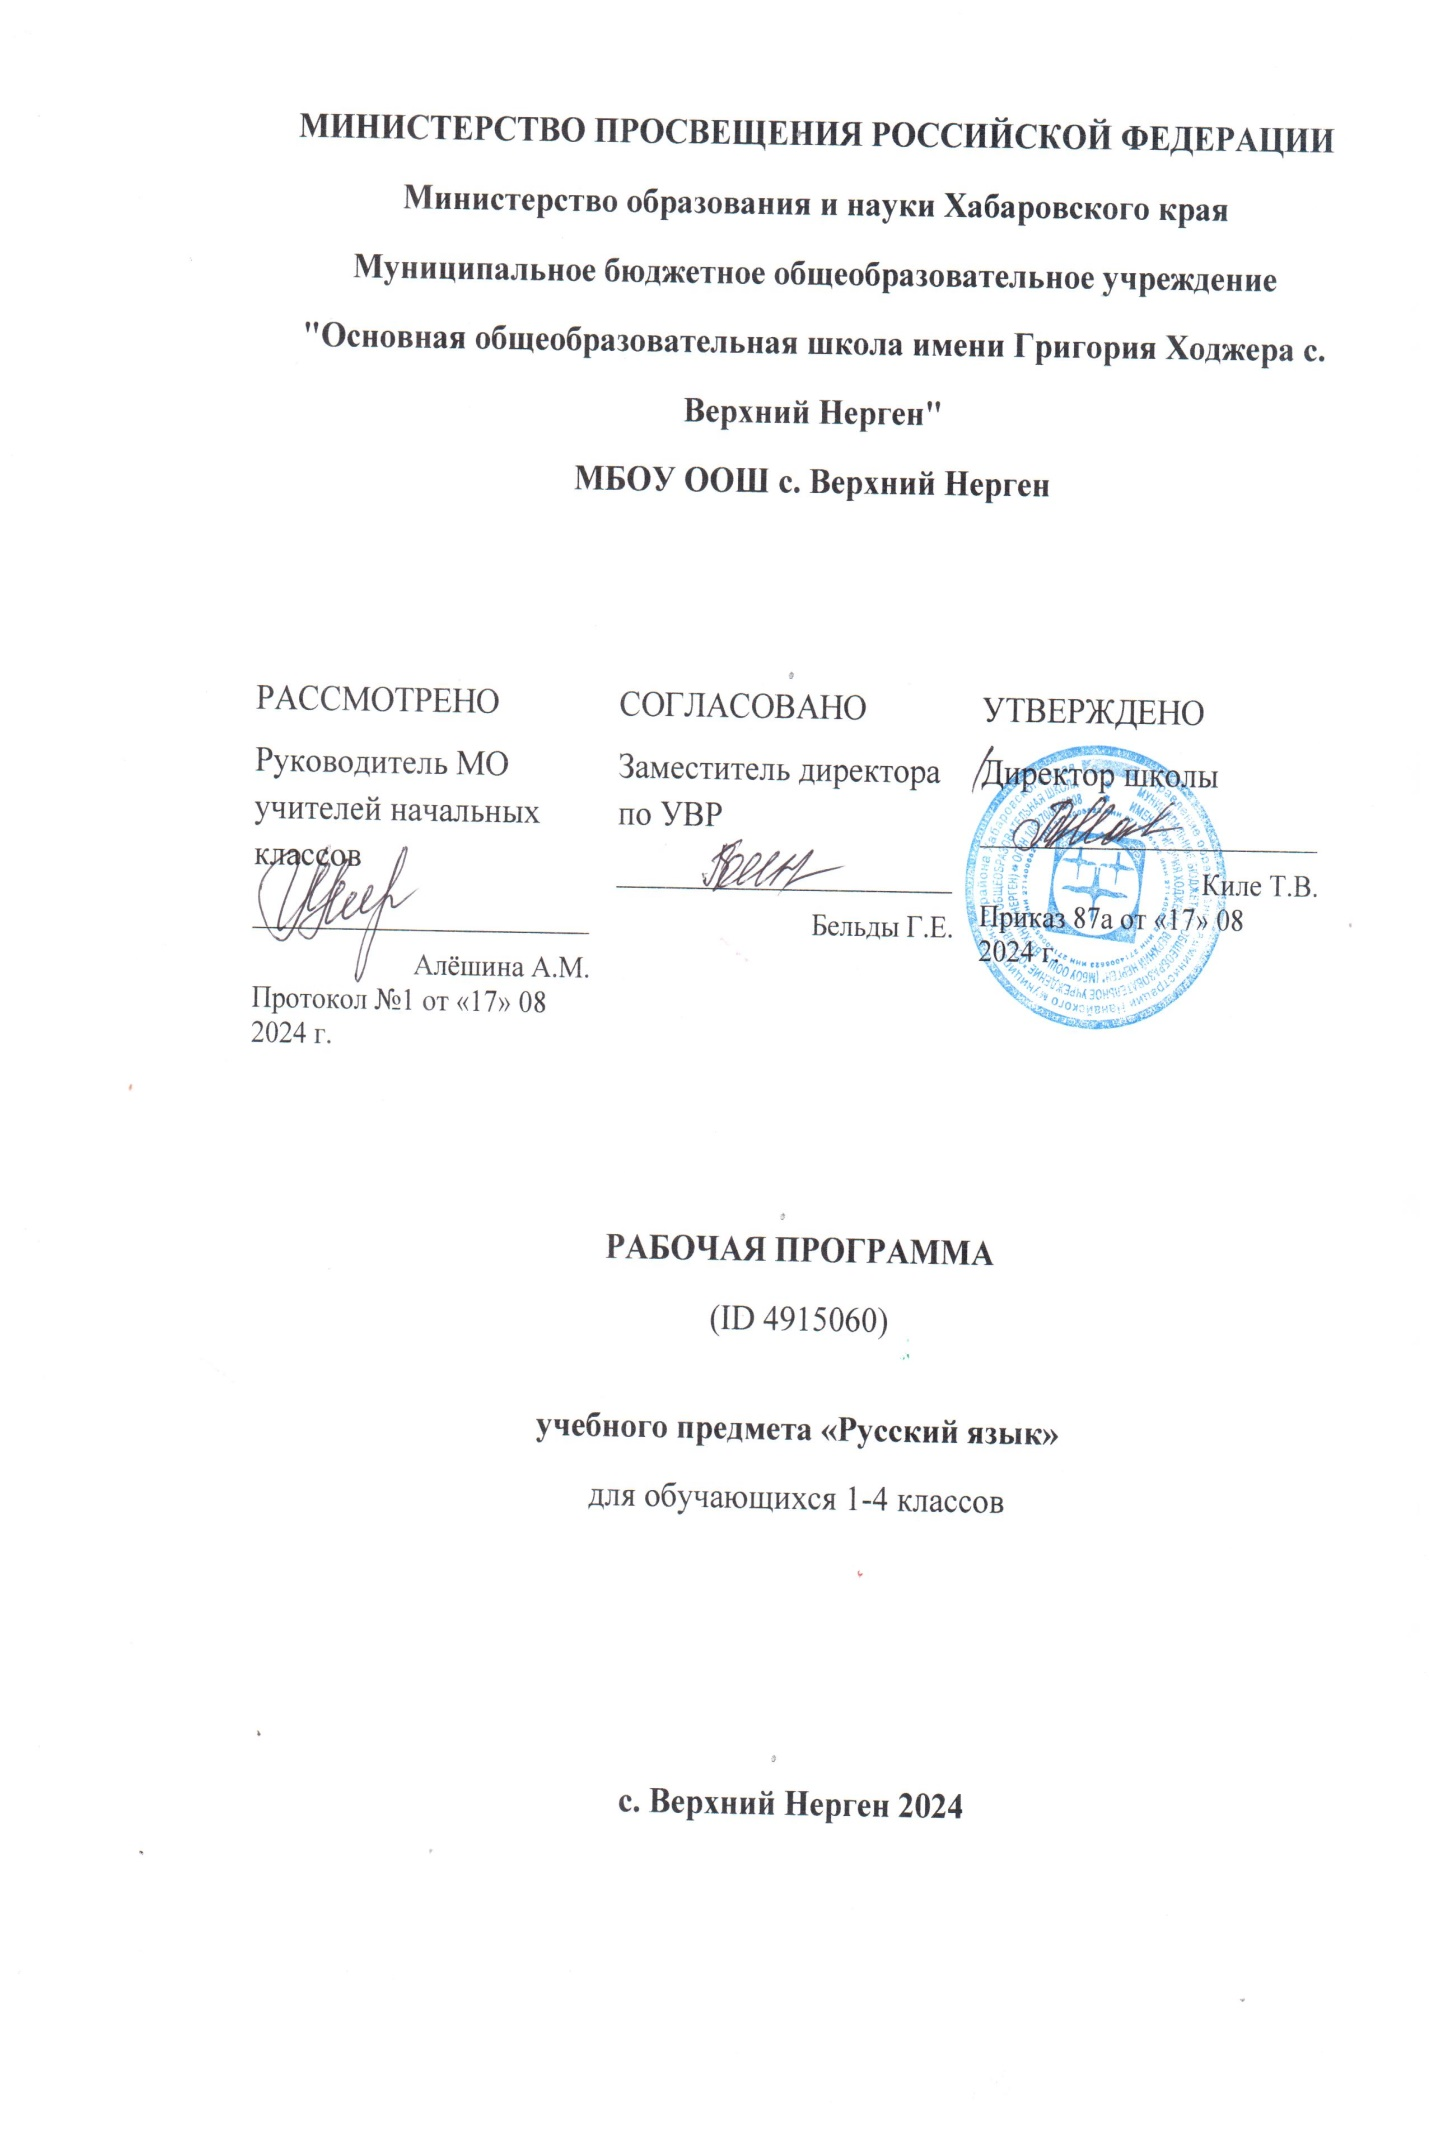 МИНИСТЕРСТВО ПРОСВЕЩЕНИЯ РОССИЙСКОЙ ФЕДЕРАЦИИ
Министерство образования и науки Хабаровского края
Муниципальное бюджетное общеобразовательное учреждение
"Основная общеобразовательная школа имени Григория Ходжера с.
Верхний Нерген"
МБОУ ООШ с. Верхний Нерген
РАССМОТРЕНО
Руководитель МО
учителей начальных
классов
Алёшина А.М.
Протокол №1 от «17» 08
2024 г.
СОГЛАСОВАНО
Заместитель директора
по УВР
Бельды Г.Е.
УТВЕРЖДЕНО
Директор школы
Киле Т.В.
Приказ 87а от «17» 08
2024 г.
РАБОЧАЯ ПРОГРАММА
(ID 4915060)
учебного предмета «Русский язык»
для обучающихся 1-4 классов
с. Верхний Нерген 2024